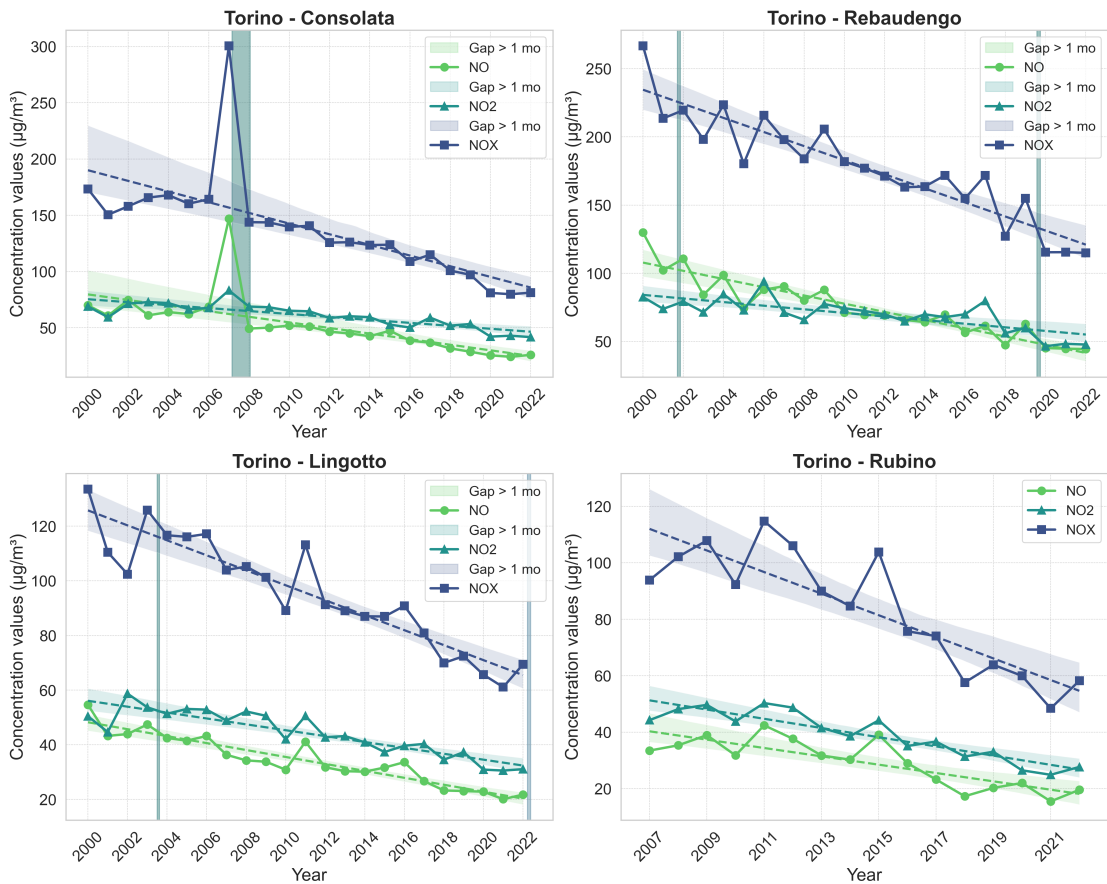 Torino - Consolata
Concentration values (µg/m³)
300
250
200
150
100
50
Gap > 1 mo
NO
Gap > 1 mo
NO2
Gap > 1 mo
NOX
2000
2002
2004
2006
2008
2010
2012
2014
2016
2018
2020
2022
Year
Torino - Rebaudengo
Concentration values (µg/m³)
250
200
150
100
50
Gap > 1 mo
NO
Gap > 1 mo
NO2
Gap > 1 mo
NOX
2000
2002
2004
2006
2008
2010
2012
2014
2016
2018
2020
2022
Year
Torino - Lingotto
Concentration values (µg/m³)
120
100
80
60
40
20
Gap > 1 mo
NO
Gap > 1 mo
NO2
Gap > 1 mo
NOX
2000
2002
2004
2006
2008
2010
2012
2014
2016
2018
2020
2022
Year
Torino - Rubino
Concentration values (µg/m³)
120
100
80
60
40
20
NO
NO2
NOX
2007
2009
2011
2013
2015
2017
2019
2021
Year